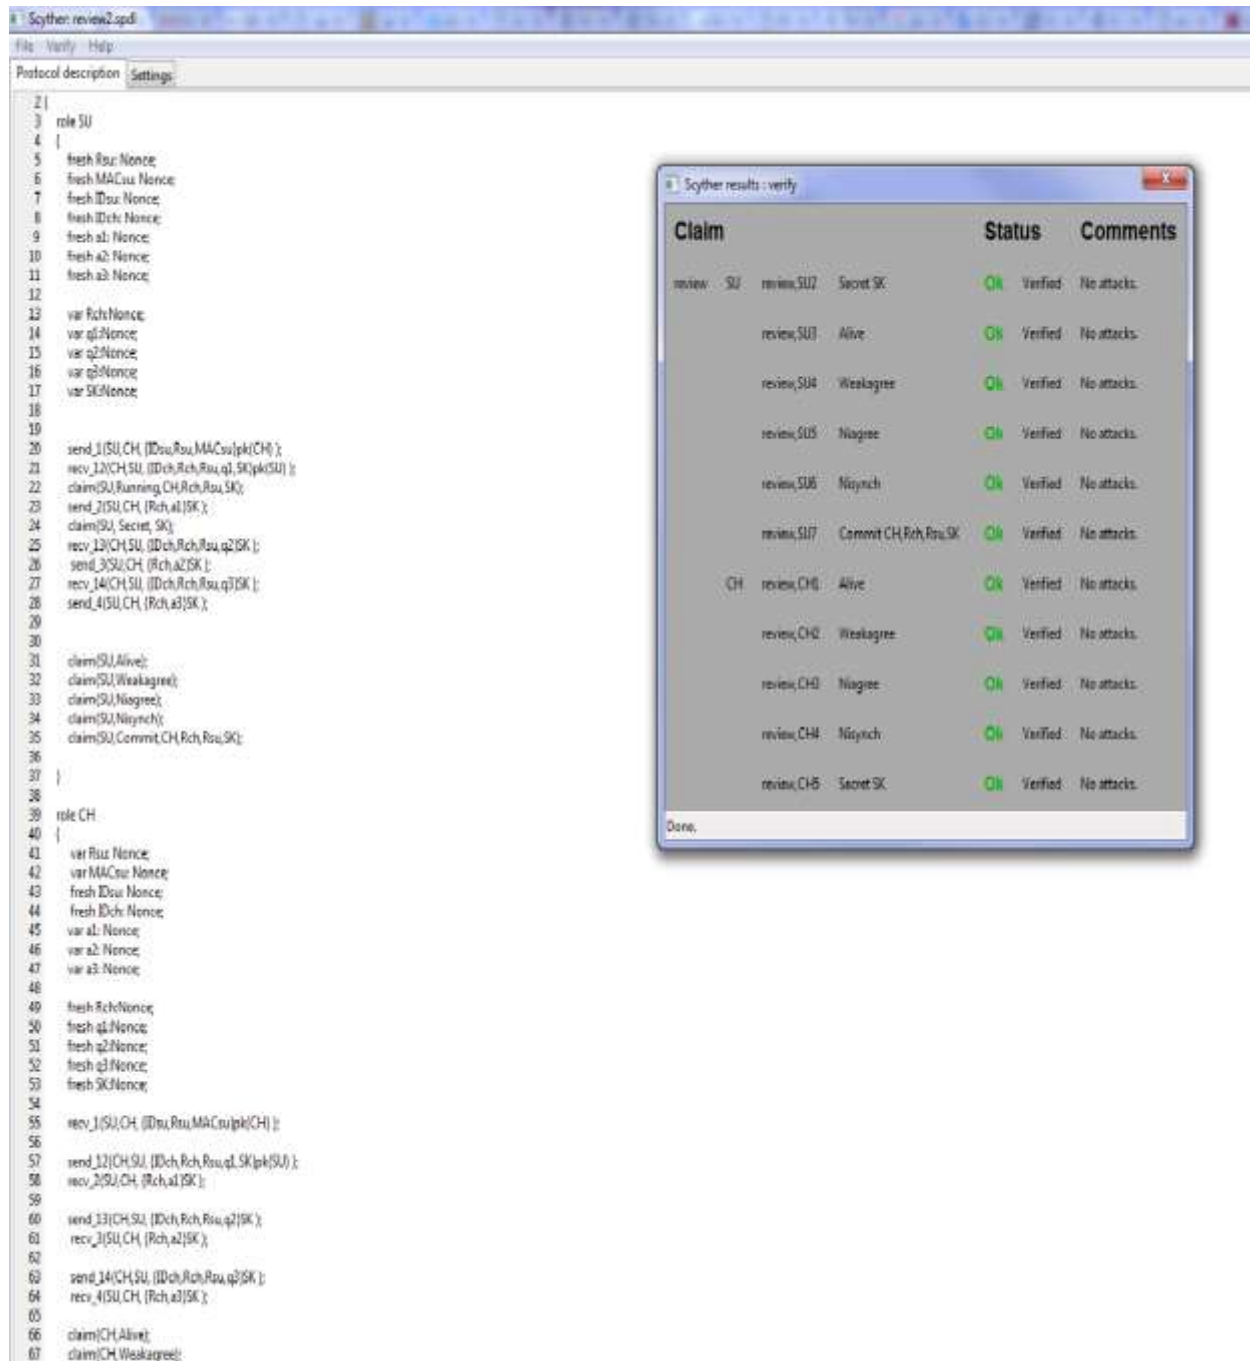 Scyther: review2.spdl
File Verify Help
Protocol description Settings
2 {
3 role SU
4 {
5 fresh Rsu: Nonce;
6 fresh MACsu: Nonce;
7 fresh IDsu: Nonce;
8 fresh IDch: Nonce;
9 fresh a1: Nonce;
10 fresh a2: Nonce;
11 fresh a3: Nonce;
12
13 var Rch:Nonce;
14 var q1:Nonce;
15 var q2:Nonce;
16 var q3:Nonce;
17 var SK:Nonce;
18
19
20 send_1(SU,CH, {IDsu,Rsu,MACsu}pk(CH) );
21 recv_12(CH,SU, {IDch,Rch,Rsu,q1,SK}pk(SU) );
22 claim(SU,Running,CH,Rch,Rsu,SK);
23 send_2(SU,CH, {Rch,a1}SK );
24 claim(SU, Secret, SK);
25 recv_13(CH,SU, {IDch,Rch,Rsu,q2}SK );
26 send_3(SU,CH, {Rch,a2}SK );
27 recv_14(CH,SU, {IDch,Rch,Rsu,q3}SK );
28 send_4(SU,CH, {Rch,a3}SK );
29
30
31 claim(SU,Alive);
32 claim(SU,Weakagree);
33 claim(SU,Niagree);
34 claim(SU,Nisynch);
35 claim(SU,Commit,CH,Rch,Rsu,SK);
36
37 }
38
39 role CH
40 {
41 var Rsu: Nonce;
42 var MACsu: Nonce;
43 fresh IDsu: Nonce;
44 fresh IDch: Nonce;
45 var a1: Nonce;
46 var a2: Nonce;
47 var a3: Nonce;
48
49 fresh Rch:Nonce;
50 fresh q1:Nonce;
51 fresh q2:Nonce;
52 fresh q3:Nonce;
53 fresh SK:Nonce;
54
55 recv_1(SU,CH, {IDsu,Rsu,MACsu}pk(CH) );
56
57 send_12(CH,SU, {IDch,Rch,Rsu,q1,SK}pk(SU) );
58 recv_2(SU,CH, {Rch,a1}SK );
59
60 send_13(CH,SU, {IDch,Rch,Rsu,q2}SK );
61 recv_3(SU,CH, {Rch,a2}SK );
62
63 send_14(CH,SU, {IDch,Rch,Rsu,q3}SK );
64 recv_4(SU,CH, {Rch,a3}SK );
65
66 claim(CH,Alive);
67 claim(CH,Weakagree);
Scyther results : verify
X
Claim Status Comments
review SU review,SU2 Secret SK Ok Verified No attacks.
review,SU3 Alive Ok Verified No attacks.
review,SU4 Weakagree Ok Verified No attacks.
review,SU5 Niagree Ok Verified No attacks.
review,SU6 Nisynch Ok Verified No attacks.
review,SU7 Commit CH,Rch,Rsu,SK Ok Verified No attacks.
CH review,CH1 Alive Ok Verified No attacks.
review,CH2 Weakagree Ok Verified No attacks.
review,CH3 Niagree Ok Verified No attacks.
review,CH4 Nisynch Ok Verified No attacks.
review,CH5 Secret SK Ok Verified No attacks.
Done.